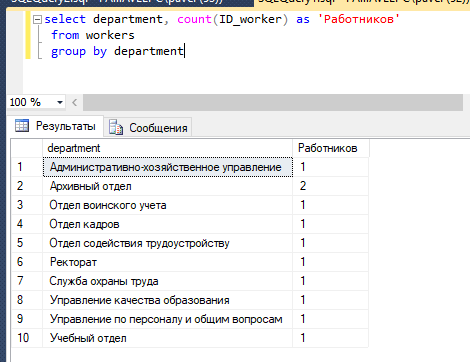 select department, count(ID_worker) as 'Работников'
from workers
group by department
100 %
Результаты Сообщения
department Работников
1 Административно-хозяйственное управление 1
2 Архивный отдел 2
3 Отдел воинского учета 1
4 Отдел кадров 1
5 Отдел содействия трудоустройству 1
6 Ректорат 1
7 Служба охраны труда 1
8 Управление качества образования 1
9 Управление по персоналу и общим вопросам 1
10 Учебный отдел 1